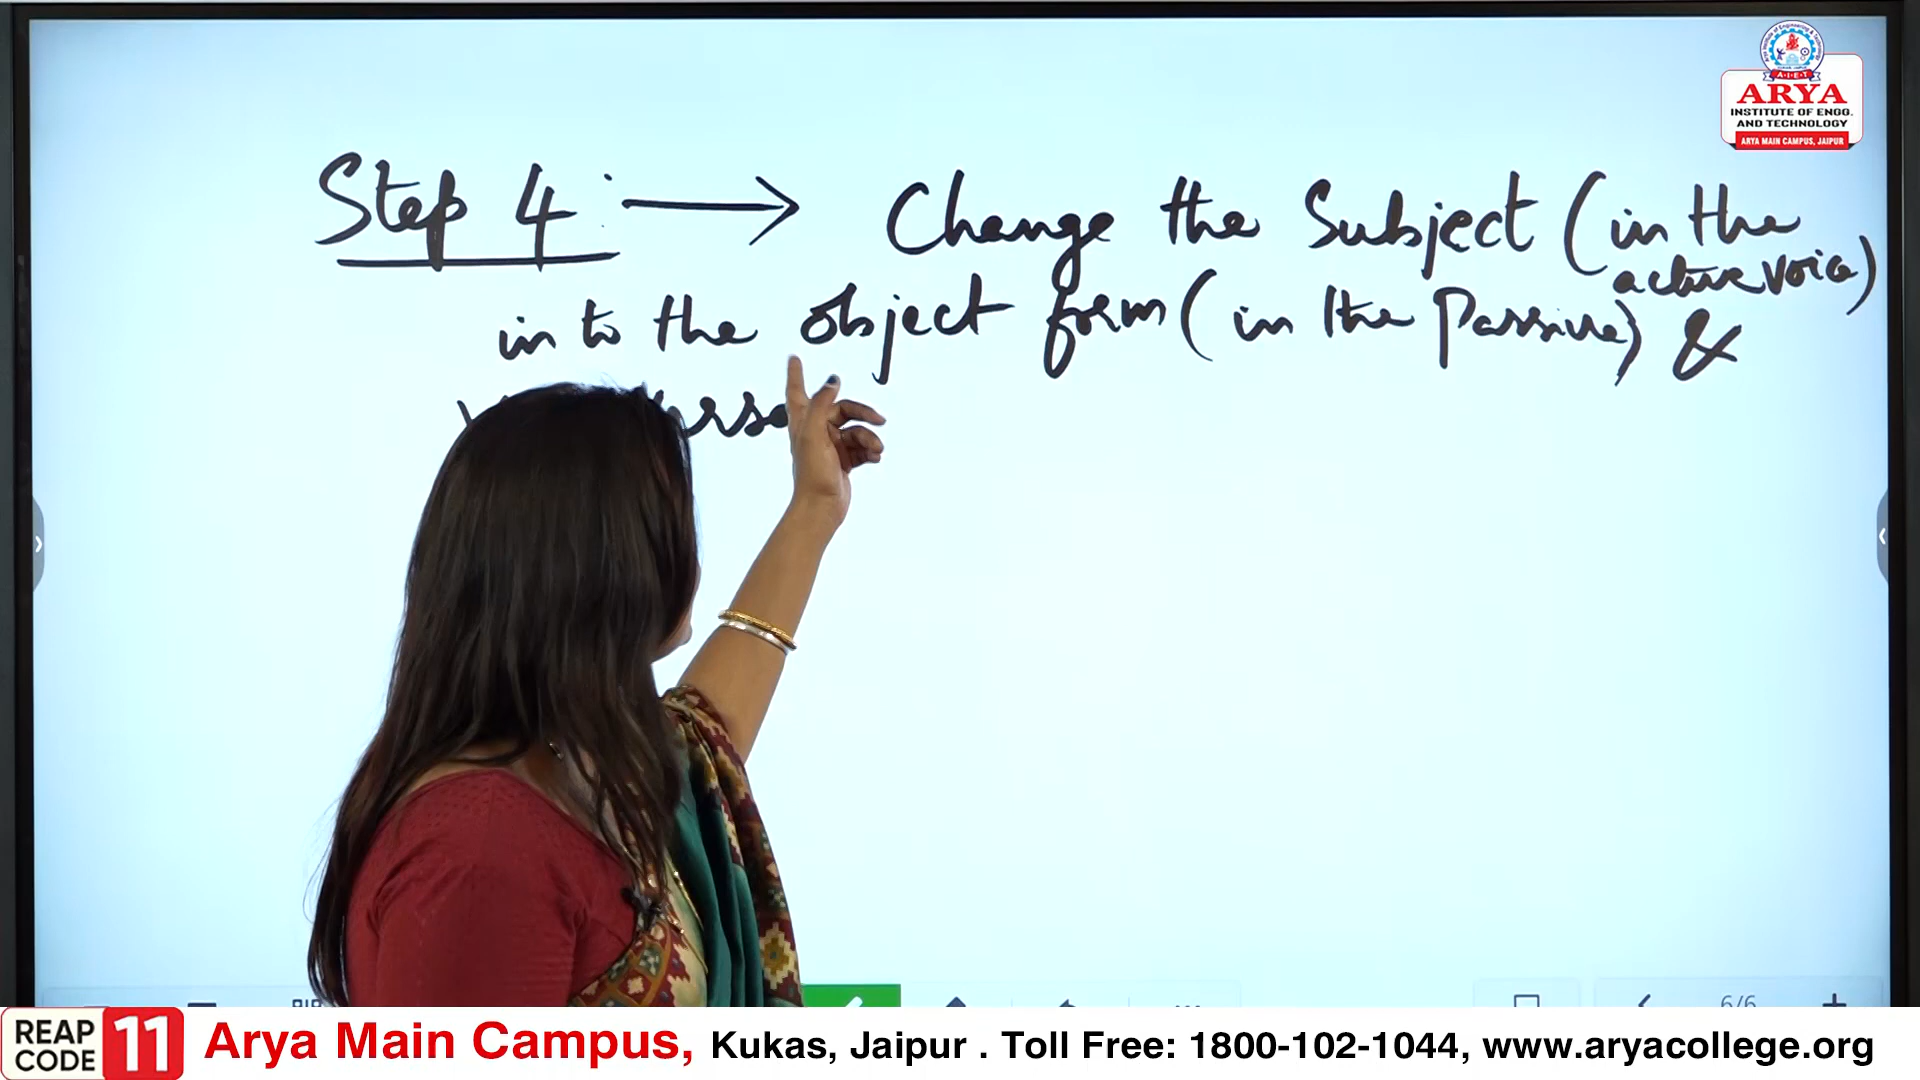 ARYA
INSTITUTE OF ENGG.
AND TECHNOLOGY
ARYA MAIN CAMPUS, JAIPUR
A·I·E·T
Step 4: → Change the Subject (in the
active voice)
in to the object form (in the Passive) &
6/6
REAP
CODE 11
Arya Main Campus, Kukas, Jaipur . Toll Free: 1800-102-1044, www.aryacollege.org